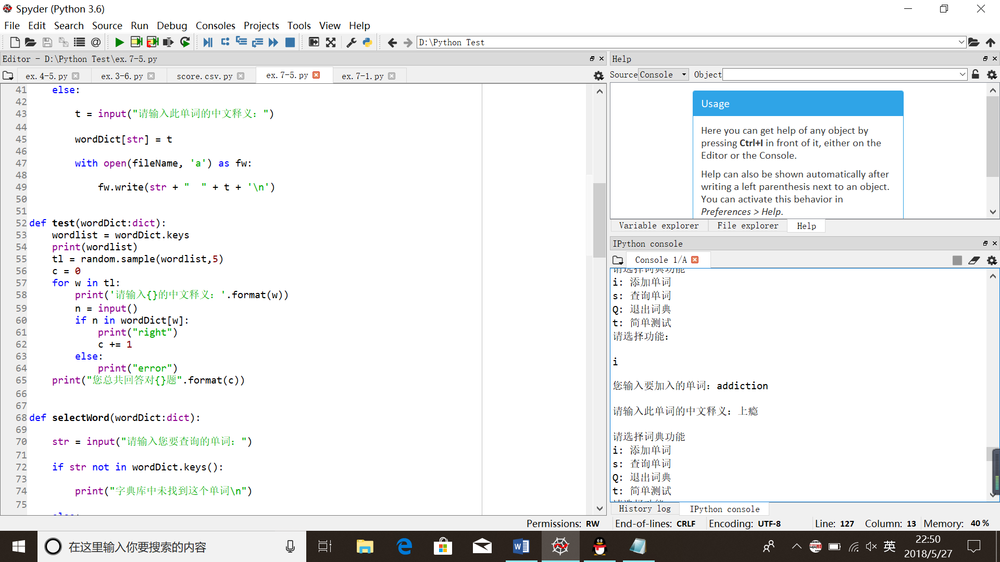 Spyder (Python 3.6)
File Edit Search Source Run Debug Consoles Projects Tools View Help
D:\Python Test
Editor - D:\Python Test\ex.7-5.py
ex.4-5.py ex.3-6.py score.csv.py ex.7-5.py ex.7-1.py
41 else:
42
43 t = input("请输入此单词的中文释义：")
44
45 wordDict[str] = t
46
47 with open(fileName, 'a') as fw:
48
49 fw.write(str + "  " + t + '\n')
50
51
52 def test(wordDict:dict):
53 wordlist = wordDict.keys
54 print(wordlist)
55 tl = random.sample(wordlist,5)
56 c = 0
57 for w in tl:
58 print('请输入{}的中文释义：'.format(w))
59 n = input()
60 if n in wordDict[w]:
61 print("right")
62 c += 1
63 else:
64 print("error")
65 print("您总共回答对{}题".format(c))
66
67
68 def selectWord(wordDict:dict):
69
70 str = input("请输入您要查询的单词：")
71
72 if str not in wordDict.keys():
73
74 print("字典库中未找到这个单词\n")
75
Help
Source Console Object
Usage
Here you can get help of any object by
pressing Ctrl+I in front of it, either on the
Editor or the Console.
Help can also be shown automatically after
writing a left parenthesis next to an object.
You can activate this behavior in
Preferences > Help.
Variable explorer File explorer Help
IPython console
Console 1/A
请选择词典功能
i: 添加单词
s: 查询单词
Q: 退出词典
t: 简单测试
请选择功能：
i
您输入要加入的单词：addiction
请输入此单词的中文释义：上瘾
请选择词典功能
i: 添加单词
s: 查询单词
Q: 退出词典
t: 简单测试
History log IPython console
Permissions: RW End-of-lines: CRLF Encoding: UTF-8 Line: 127 Column: 13 Memory: 40 %
在这里输入你要搜索的内容
英
22:50
2018/5/27